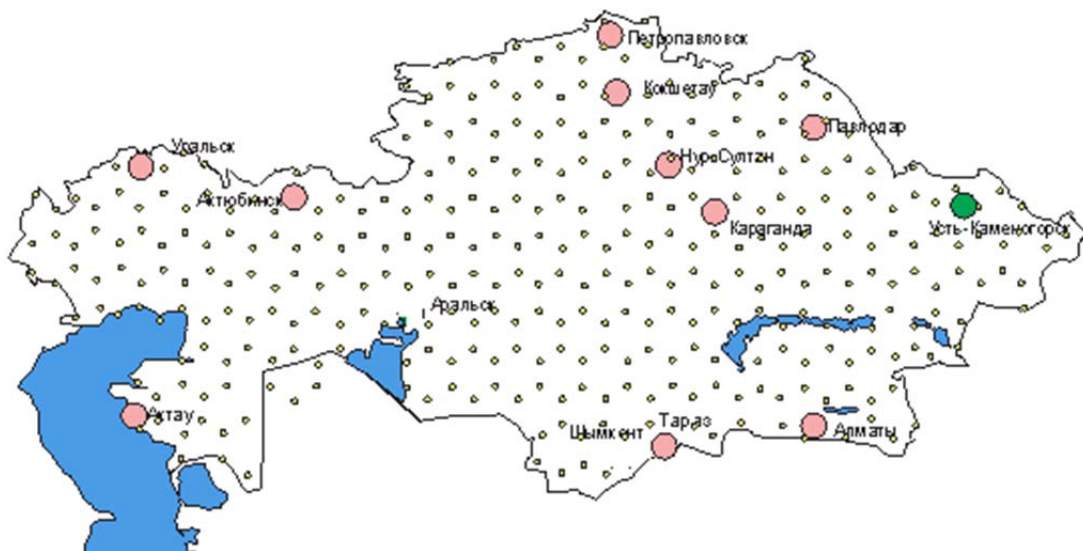 Петропавловск
Кокшетау
Павлодар
Уральск
Нур-Султан
Актюбинск
Усть-Каменогорск
Караганда
Аральск
Актау
Тараз
Шымкент
Алматы